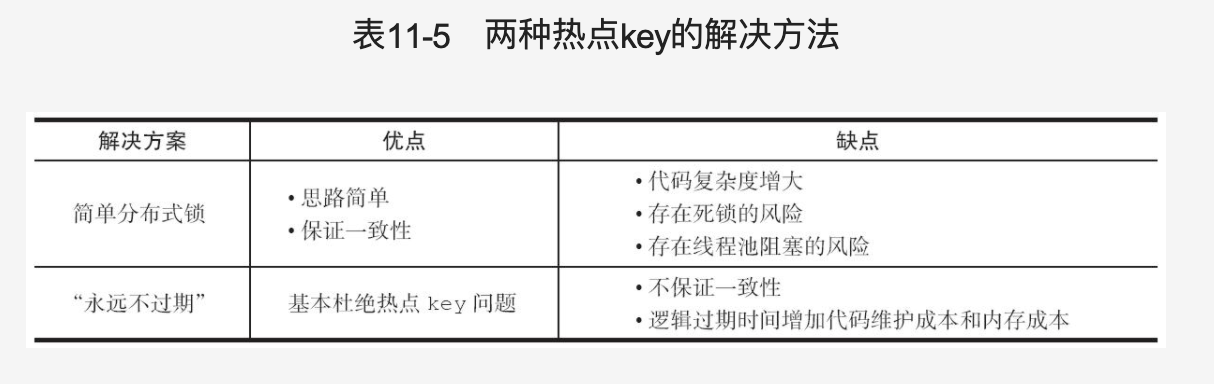 表11-5 两种热点key的解决方法
解决方案 优点 缺点
简单分布式锁
• 思路简单
• 保证一致性
• 代码复杂度增大
• 存在死锁的风险
• 存在线程池阻塞的风险
“永远不过期”
基本杜绝热点 key 问题
• 不保证一致性
• 逻辑过期时间增加代码维护成本和内存成本